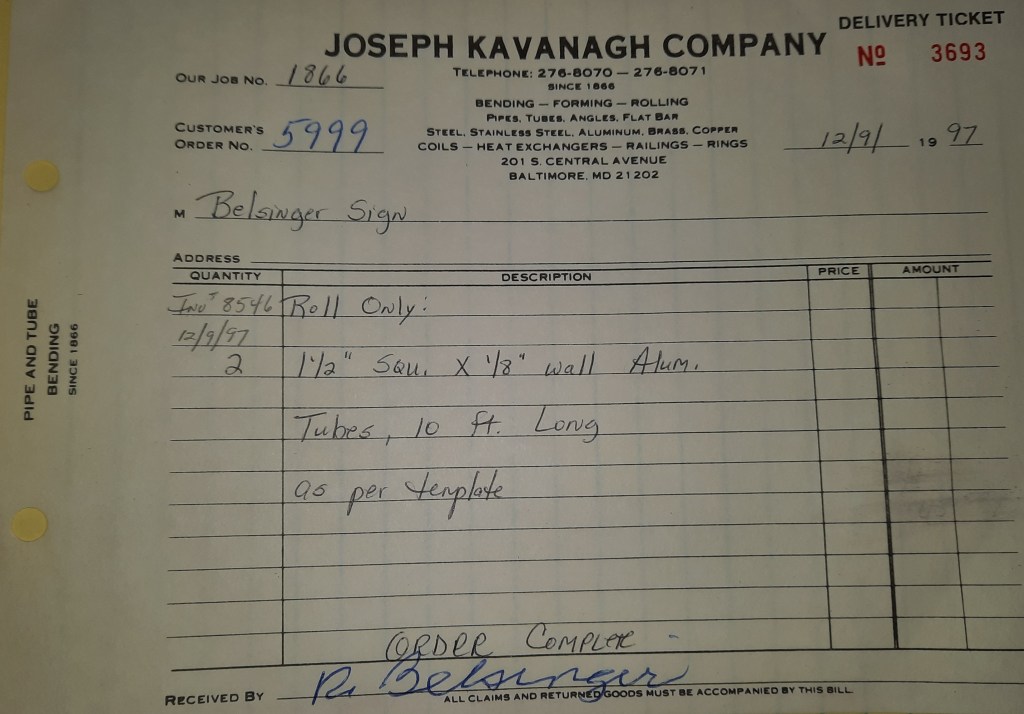 DELIVERY TICKET
JOSEPH KAVANAGH COMPANY
Nº 3693
OUR JOB NO. 1866
TELEPHONE: 276-8070 — 276-8071
SINCE 1866
BENDING — FORMING — ROLLING
PIPES, TUBES, ANGLES, FLAT BAR
CUSTOMER'S
ORDER NO. 5999
STEEL, STAINLESS STEEL, ALUMINUM, BRASS, COPPER
COILS — HEAT EXCHANGERS — RAILINGS — RINGS
12/9/ 19 97
201 S. CENTRAL AVENUE
BALTIMORE, MD 21202
M Belsinger Sign
ADDRESS
QUANTITY DESCRIPTION PRICE AMOUNT
Inv# 8546 Roll Only:
12/9/97
2 1 1/2" Squ. X 1/8" wall Alum.
Tubes, 10 ft. Long
as per template
ORDER COMPLETE
RECEIVED BY R. Belsinger
ALL CLAIMS AND RETURNED GOODS MUST BE ACCOMPANIED BY THIS BILL
PIPE AND TUBE
BENDING
SINCE 1866